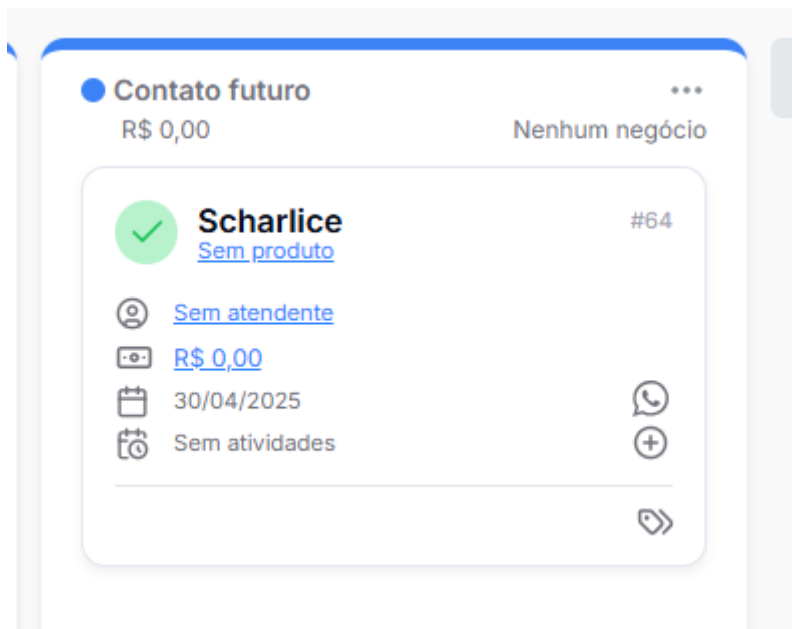 Contato futuro
R$ 0,00 Nenhum negócio
Scharlice #64
Sem produto
Sem atendente
R$ 0,00
30/04/2025
Sem atividades